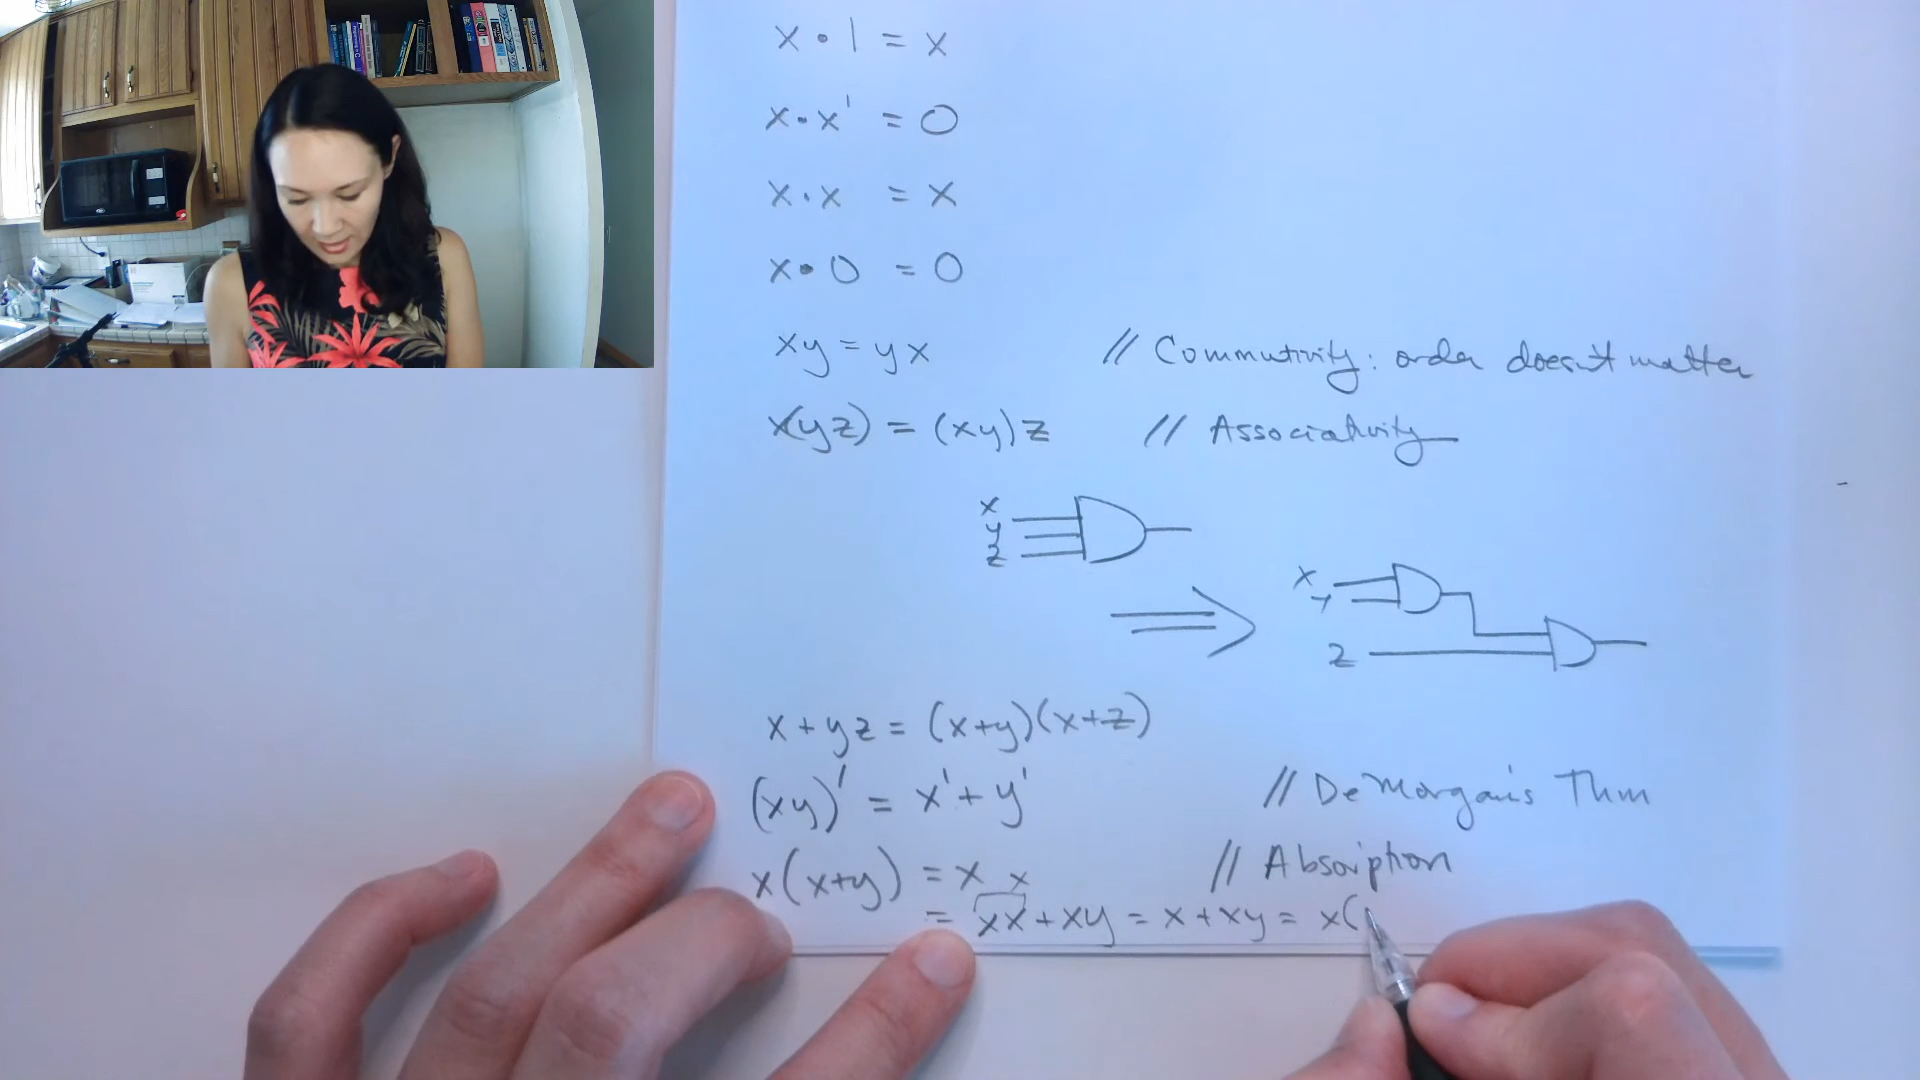 x • 1 = x
x • x' = 0
x • x = x
x • 0 = 0
xy = yx // Commutivity: order doesn't matter
x(yz) = (xy)z // Associativity
x
y
z
x
y
z
x + yz = (x+y)(x+z)
(xy)' = x' + y' // DeMorgan's Thm
x(x+y) = x // Absorption
x
= xx + xy = x + xy = x(